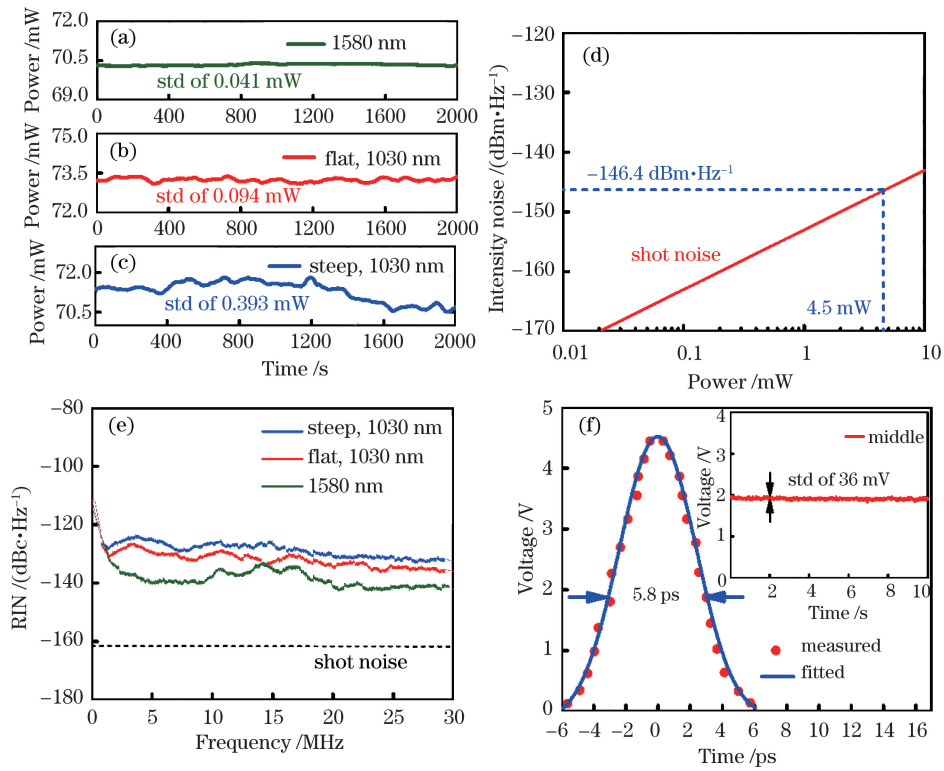 (a)
1580 nm
std of 0.041 mW
Power /mW
72.0
70.5
69.0
0 400 800 1200 1600 2000
(b)
flat, 1030 nm
std of 0.094 mW
Power /mW
75.0
73.5
72.0
0 400 800 1200 1600 2000
(c)
steep, 1030 nm
std of 0.393 mW
Power /mW
72.0
70.5
0 400 800 1200 1600 2000
Time /s
(d)
Intensity noise /(dBm•Hz⁻¹)
−120
−130
−140
−150
−160
−170
−146.4 dBm•Hz⁻¹
shot noise
4.5 mW
0.01 0.1 1 10
Power /mW
(e)
steep, 1030 nm
flat, 1030 nm
1580 nm
RIN /(dBc•Hz⁻¹)
−80
−100
−120
−140
−160
−180
shot noise
0 5 10 15 20 25 30
Frequency /MHz
(f)
Voltage /V
5
4
3
2
1
0
5.8 ps
measured
fitted
−6 −4 −2 0 2 4 6 8 10 12 14 16
Time /ps
middle
std of 36 mV
Voltage /V
4
3
2
1
0
2 4 6 8 10
Time /s